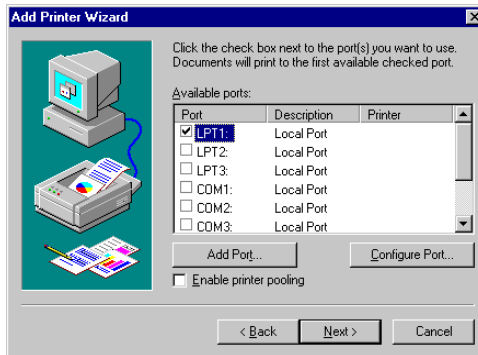 Add Printer Wizard
Click the check box next to the port(s) you want to use.
Documents will print to the first available checked port.
Available ports:
Port Description Printer
LPT1: Local Port
LPT2: Local Port
LPT3: Local Port
COM1: Local Port
COM2: Local Port
COM3: Local Port
Add Port... Configure Port...
Enable printer pooling
< Back Next > Cancel